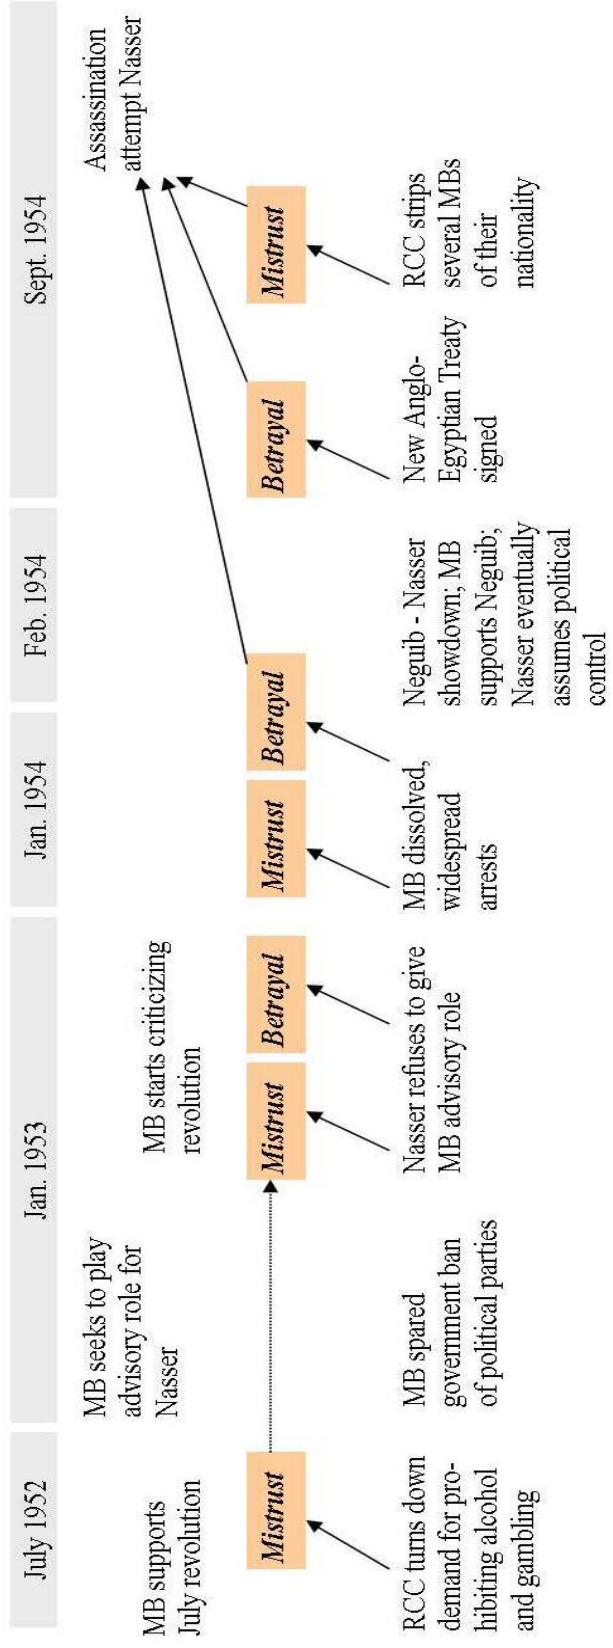 July 1952
Jan. 1953
Jan. 1954
Feb. 1954
Sept. 1954
MB supports
July revolution
MB seeks to play
advisory role for
Nasser
MB starts criticizing
revolution
Assassination
attempt Nasser
Mistrust
Mistrust
Betrayal
Mistrust
Betrayal
Betrayal
Mistrust
RCC turns down
demand for pro-
hibiting alcohol
and gambling
MB spared
government ban
of political parties
Nasser refuses to give
MB advisory role
MB dissolved,
widespread
arrests
Neguib - Nasser
showdown; MB
supports Neguib;
Nasser eventually
assumes political
control
New Anglo-
Egyptian Treaty
signed
RCC strips
several MBs
of their
nationality